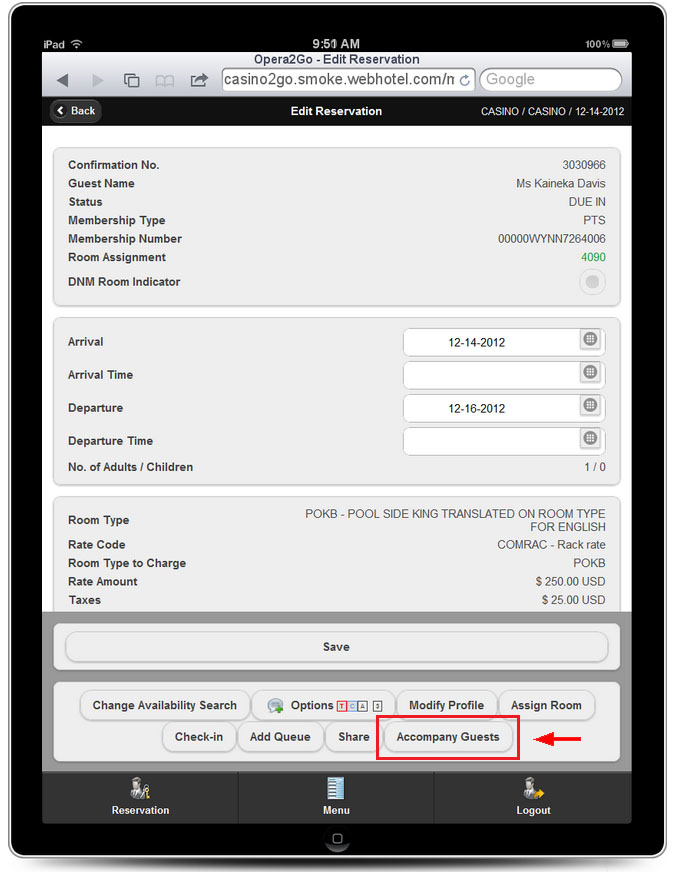 iPad 9:51 AM 100%
Opera2Go - Edit Reservation
casino2go.smoke.webhotel.com/m Google
Back Edit Reservation CASINO / CASINO / 12-14-2012
Confirmation No. 3030966
Guest Name Ms Kaineka Davis
Status DUE IN
Membership Type PTS
Membership Number 00000WYNN7264006
Room Assignment 4090
DNM Room Indicator
Arrival 12-14-2012
Arrival Time
Departure 12-16-2012
Departure Time
No. of Adults / Children 1 / 0
Room Type POKB - POOL SIDE KING TRANSLATED ON ROOM TYPE
FOR ENGLISH
Rate Code COMRAC - Rack rate
Room Type to Charge POKB
Rate Amount $ 250.00 USD
Taxes $ 25.00 USD
Save
Change Availability Search Options T C A $ Modify Profile Assign Room
Check-in Add Queue Share Accompany Guests
Reservation Menu Logout